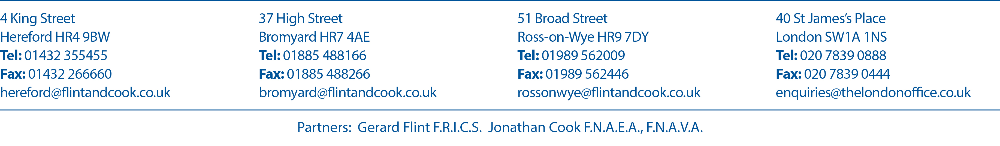 4 King Street
Hereford HR4 9BW
Tel: 01432 355455
Fax: 01432 266660
hereford@flintandcook.co.uk
37 High Street
Bromyard HR7 4AE
Tel: 01885 488166
Fax: 01885 488266
bromyard@flintandcook.co.uk
51 Broad Street
Ross-on-Wye HR9 7DY
Tel: 01989 562009
Fax: 01989 562446
rossonwye@flintandcook.co.uk
40 St James’s Place
London SW1A 1NS
Tel: 020 7839 0888
Fax: 020 7839 0444
enquiries@thelondonoffice.co.uk
Partners: Gerard Flint F.R.I.C.S. Jonathan Cook F.N.A.E.A., F.N.A.V.A.